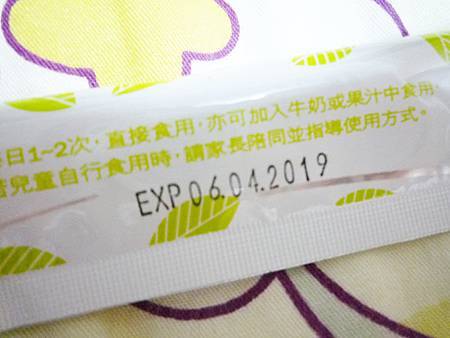 日1~2次，直接食用，亦可加入牛奶或果汁中食用，
兒童自行食用時，請家長陪同並指導使用方式。
EXP 06.04.2019